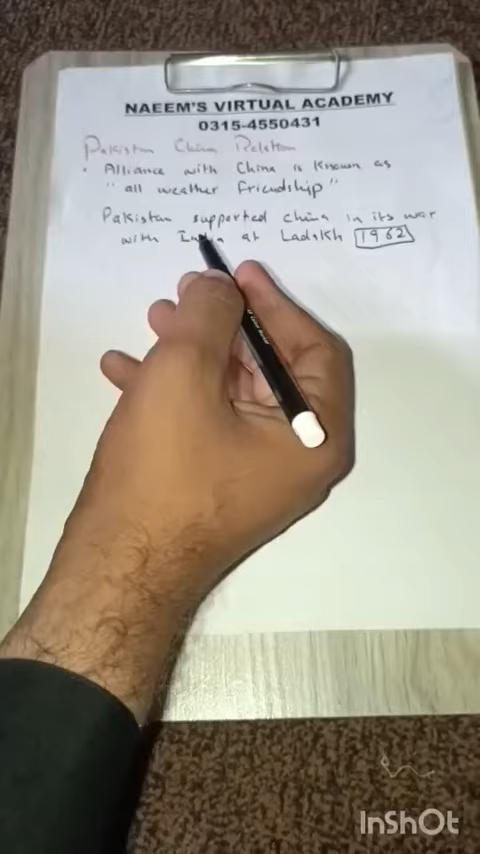 NAEEM'S VIRTUAL ACADEMY
0315-4550431
Pakistan China Relation
• Alliance with China is known as
" all weather Friendship "
Pakistan supported china in its war
with India at Ladakh 1962
InShOt